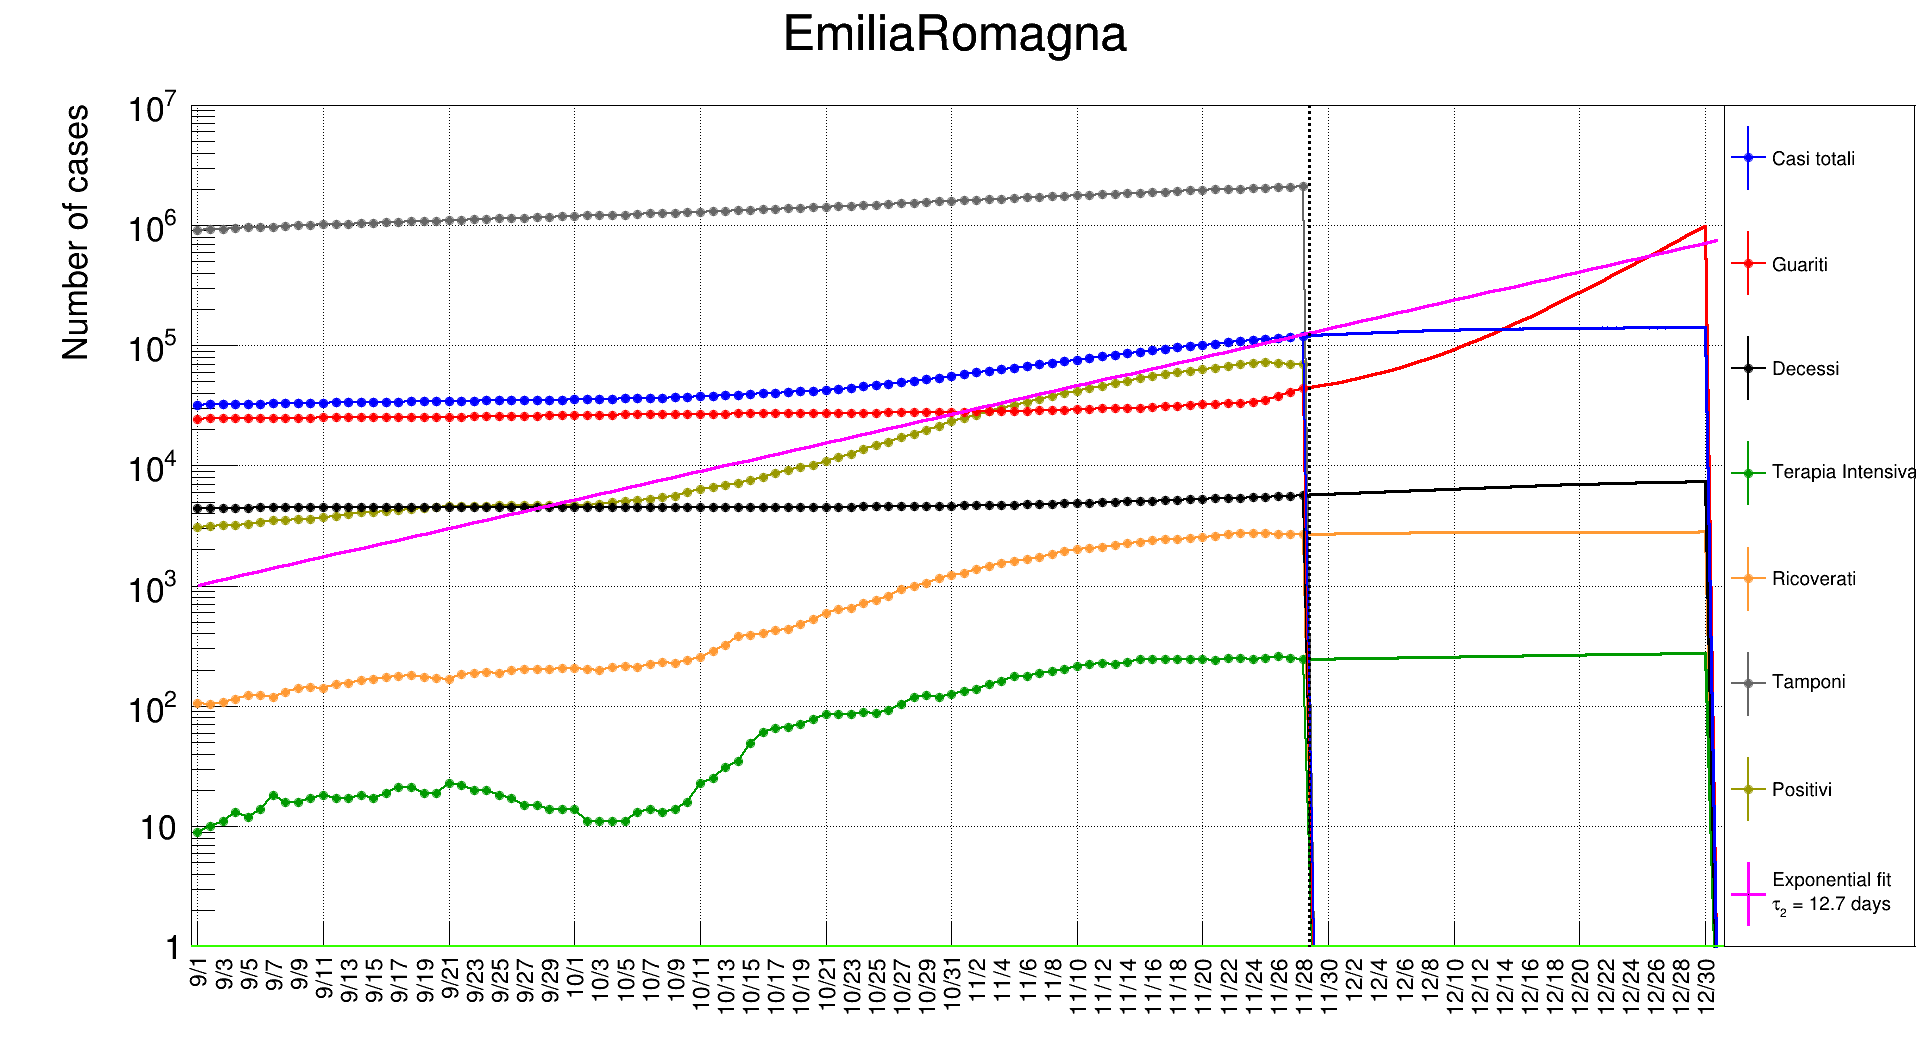 EmiliaRomagna
Number of cases
10^7
10^6
10^5
10^4
10^3
10^2
10
1
9/1 9/3 9/5 9/7 9/9 9/11 9/13 9/15 9/17 9/19 9/21 9/23 9/25 9/27 9/29 10/1 10/3 10/5 10/7 10/9 10/11 10/13 10/15 10/17 10/19 10/21 10/23 10/25 10/27 10/29 10/31 11/2 11/4 11/6 11/8 11/10 11/12 11/14 11/16 11/18 11/20 11/22 11/24 11/26 11/28 11/30 12/2 12/4 12/6 12/8 12/10 12/12 12/14 12/16 12/18 12/20 12/22 12/24 12/26 12/28 12/30
Casi totali
Guariti
Decessi
Terapia Intensiva
Ricoverati
Tamponi
Positivi
Exponential fit
τ₂ = 12.7 days